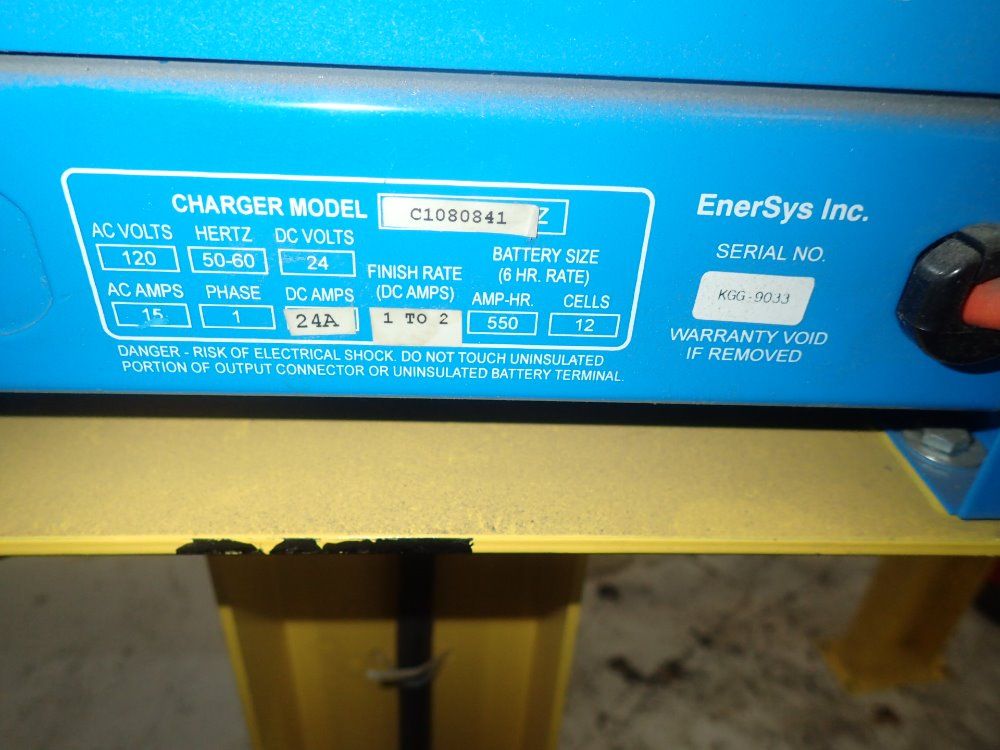 CHARGER MODEL C1080841 Z
AC VOLTS HERTZ DC VOLTS
120 50-60 24
BATTERY SIZE
(6 HR. RATE)
FINISH RATE
(DC AMPS)
AC AMPS PHASE DC AMPS AMP-HR. CELLS
15 1 24A 1 TO 2 550 12
DANGER - RISK OF ELECTRICAL SHOCK. DO NOT TOUCH UNINSULATED
PORTION OF OUTPUT CONNECTOR OR UNINSULATED BATTERY TERMINAL.
EnerSys Inc.
SERIAL NO.
KGG-9033
WARRANTY VOID
IF REMOVED